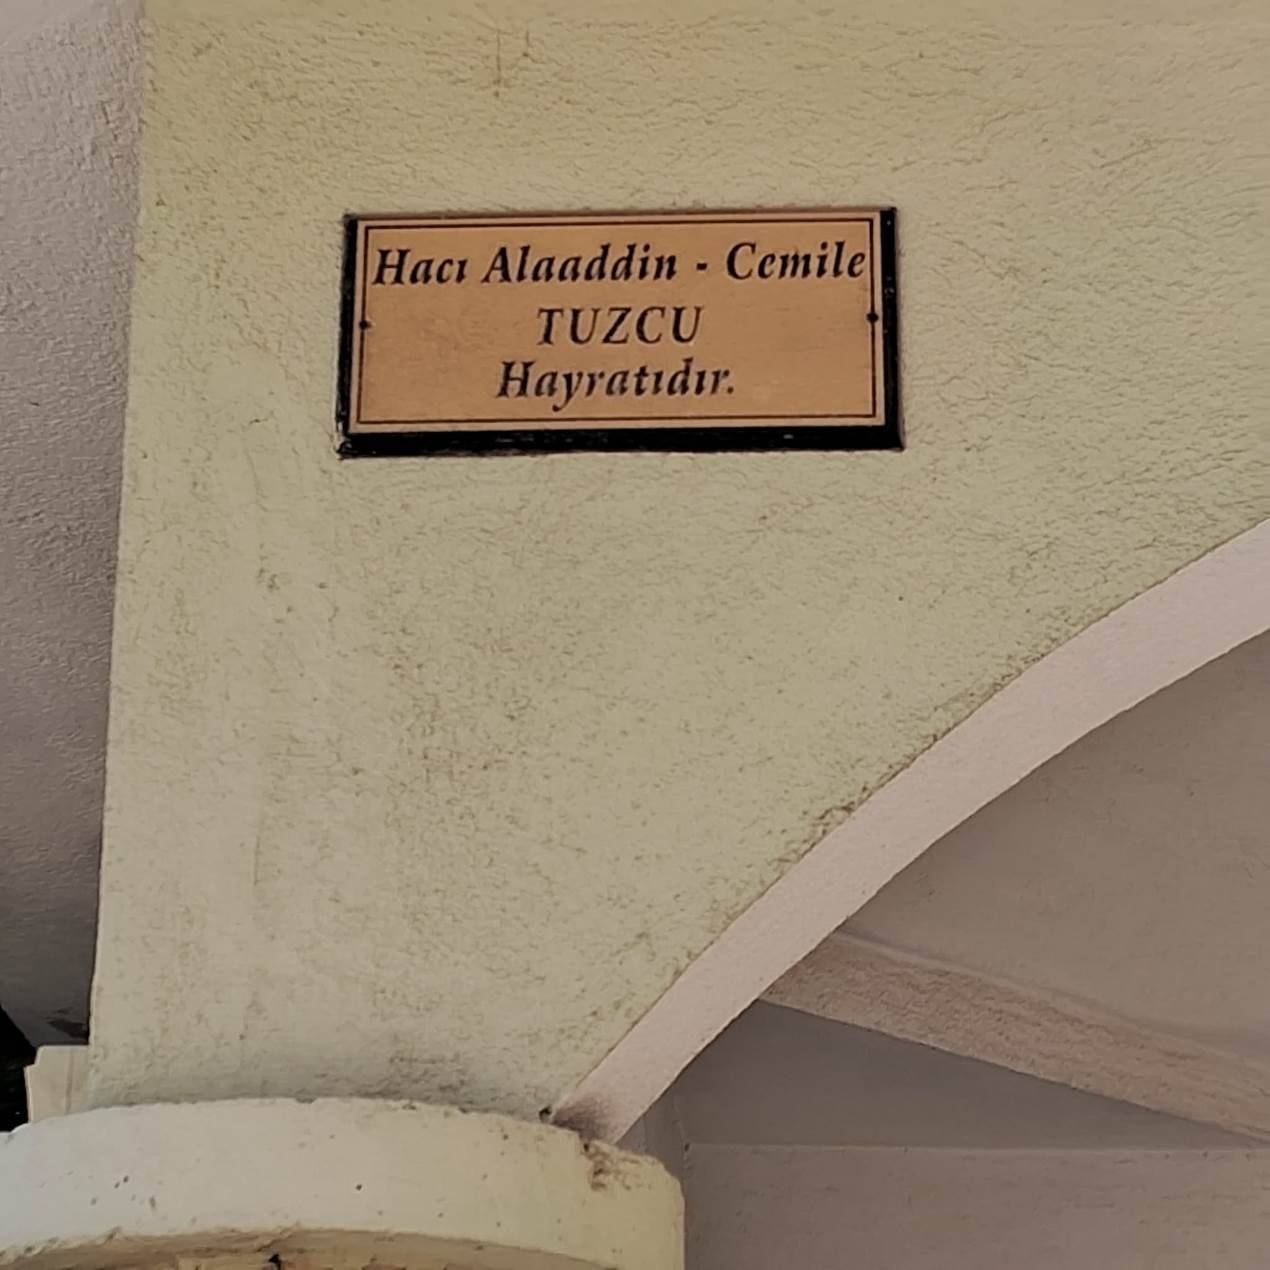 Hacı Alaaddin - Cemile
TUZCU
Hayratıdır.